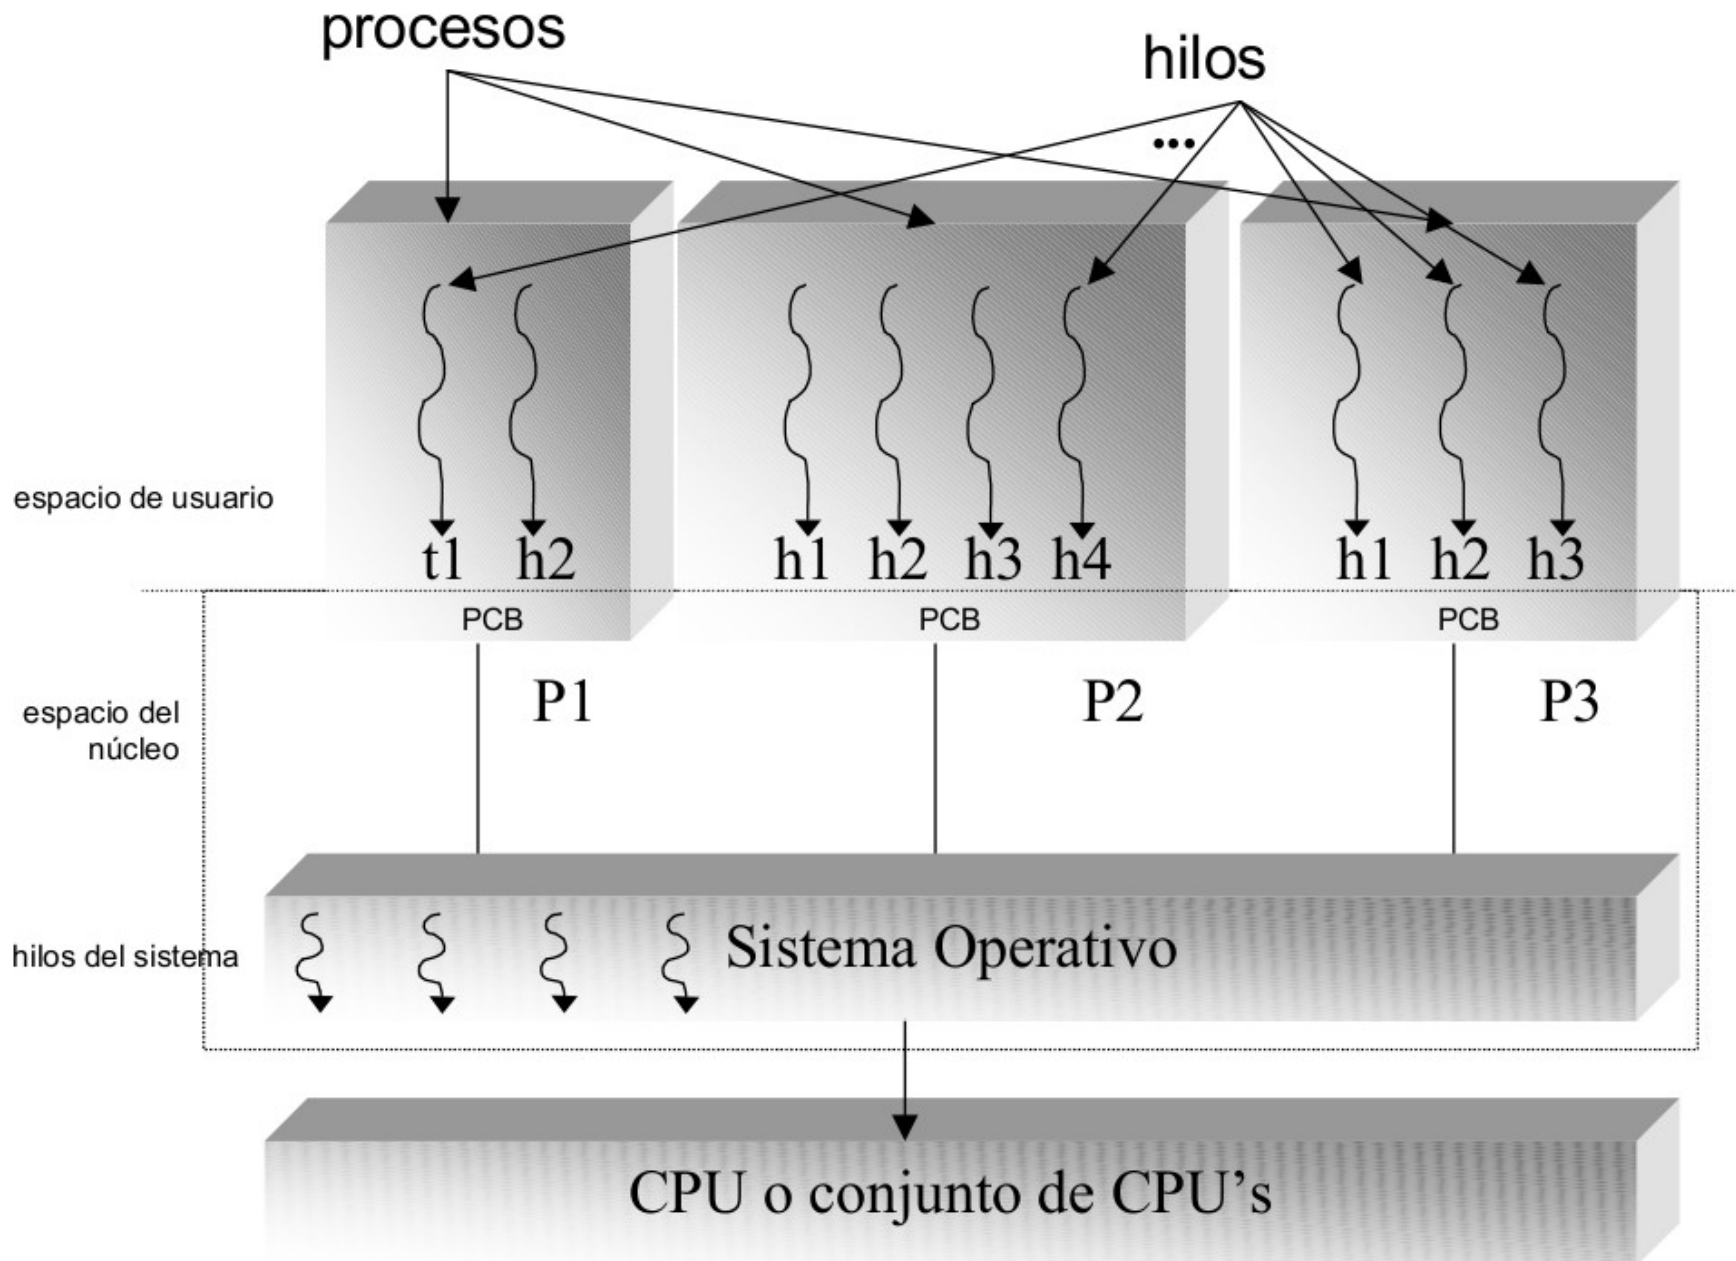 procesos
hilos
...
espacio de usuario
t1 h2
h1 h2 h3 h4
h1 h2 h3
PCB
PCB
PCB
P1
P2
P3
espacio del
núcleo
hilos del sistema
Sistema Operativo
CPU o conjunto de CPU’s